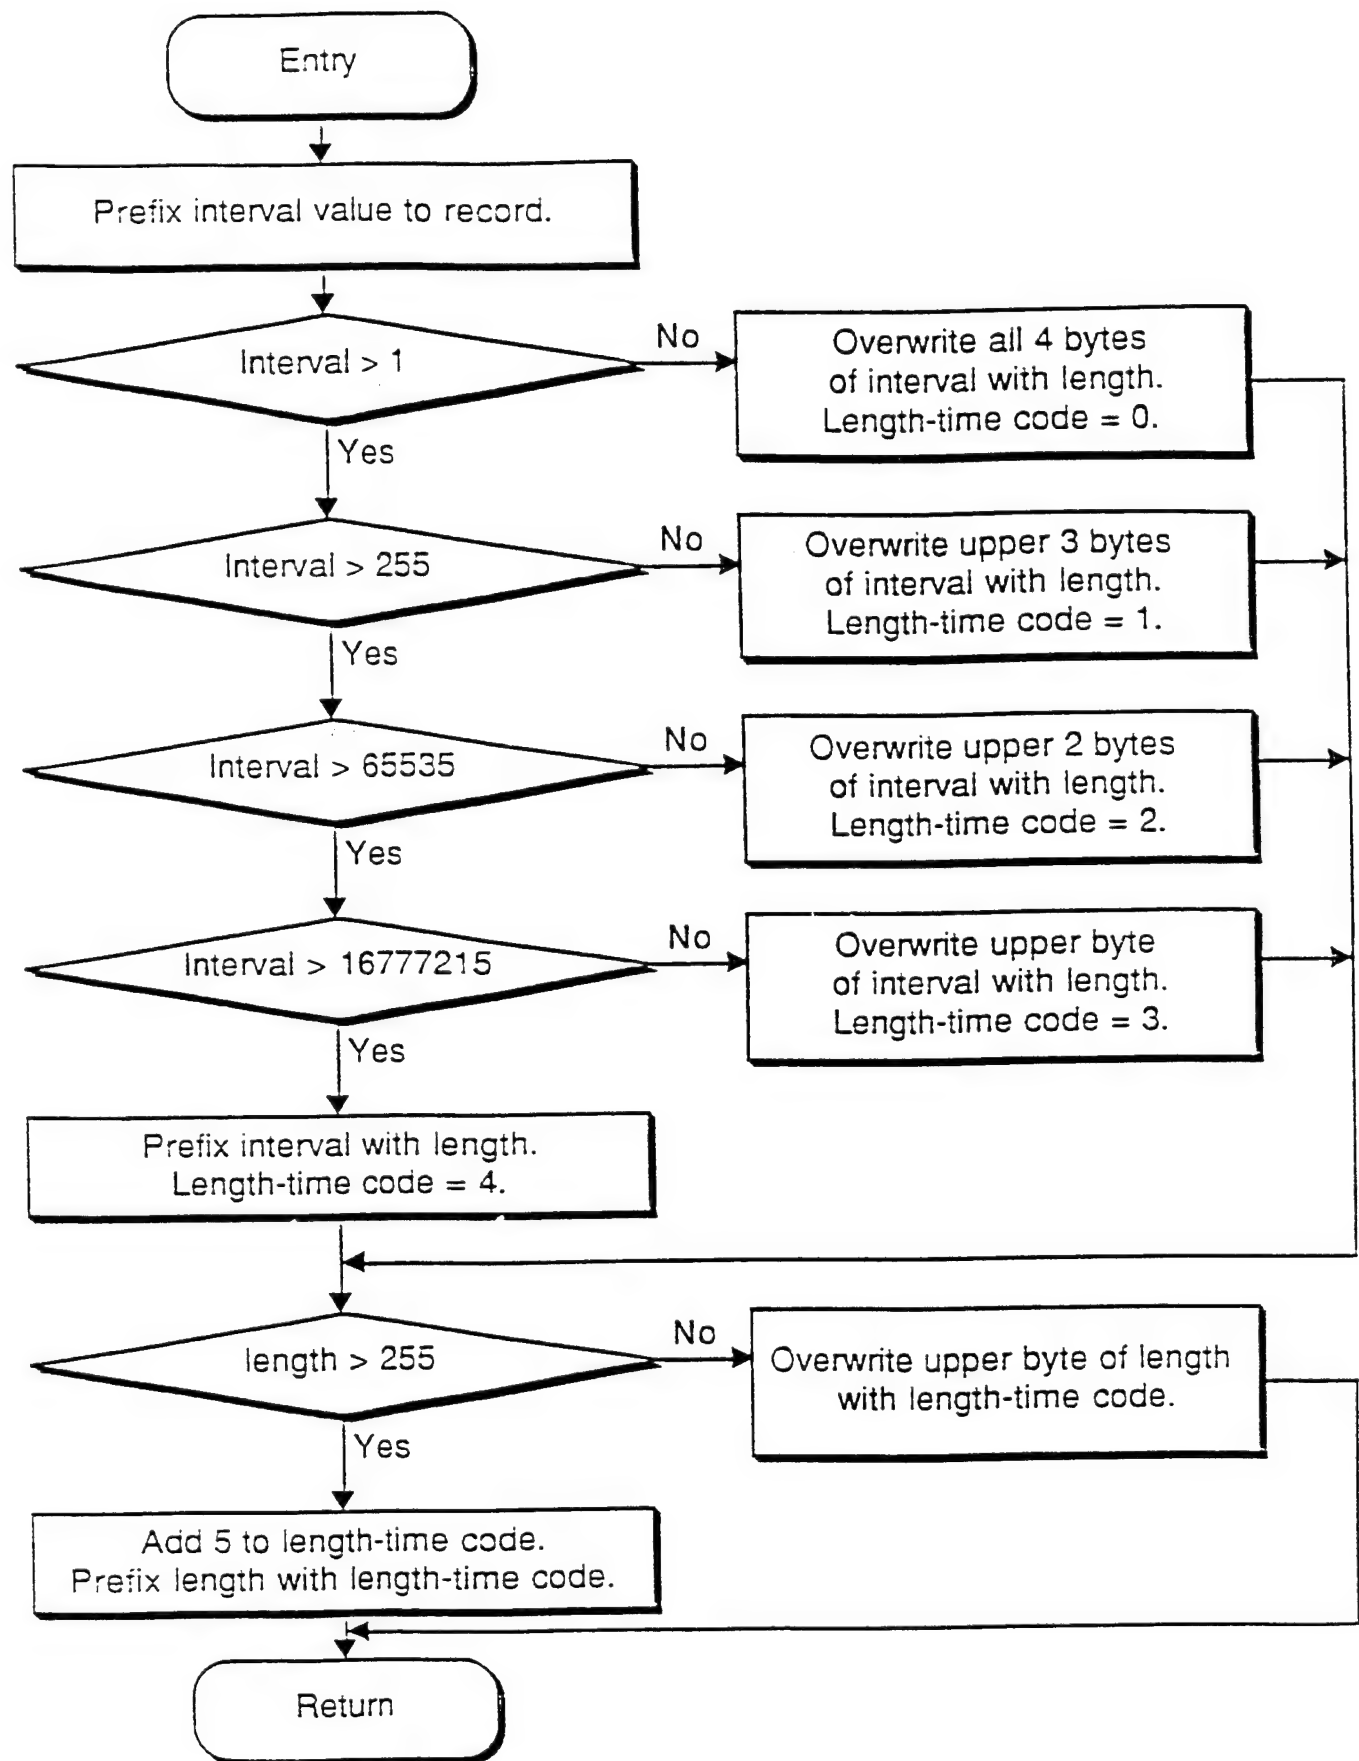 Entry
Prefix interval value to record.
Interval > 1
No
Overwrite all 4 bytes
of interval with length.
Length-time code = 0.
Yes
Interval > 255
No
Overwrite upper 3 bytes
of interval with length.
Length-time code = 1.
Yes
Interval > 65535
No
Overwrite upper 2 bytes
of interval with length.
Length-time code = 2.
Yes
Interval > 16777215
No
Overwrite upper byte
of interval with length.
Length-time code = 3.
Yes
Prefix interval with length.
Length-time code = 4.
length > 255
No
Overwrite upper byte of length
with length-time code.
Yes
Add 5 to length-time code.
Prefix length with length-time code.
Return